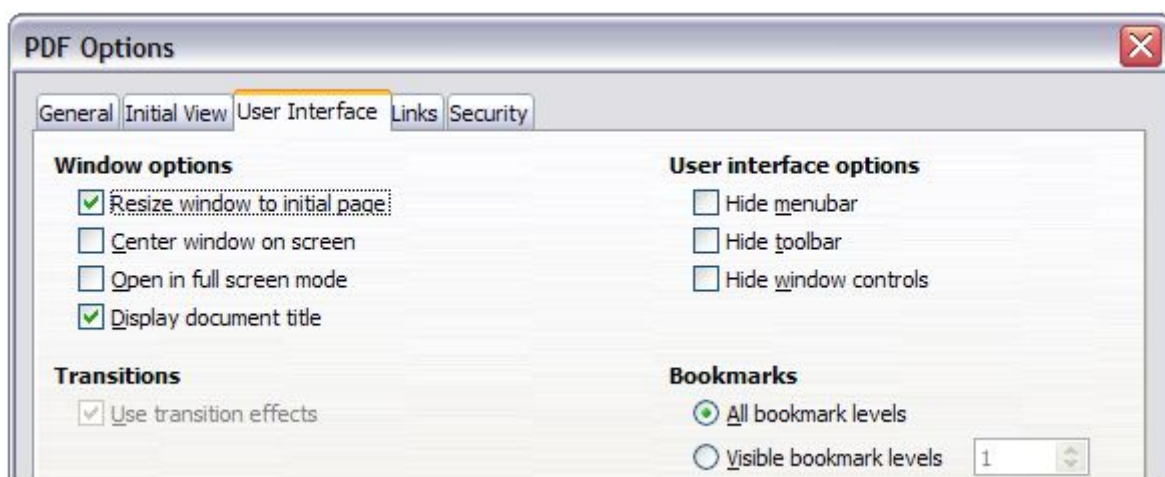 PDF Options
General Initial View User Interface Links Security
Window options
Resize window to initial page
Center window on screen
Open in full screen mode
Display document title
User interface options
Hide menubar
Hide toolbar
Hide window controls
Transitions
Use transition effects
Bookmarks
All bookmark levels
Visible bookmark levels 1